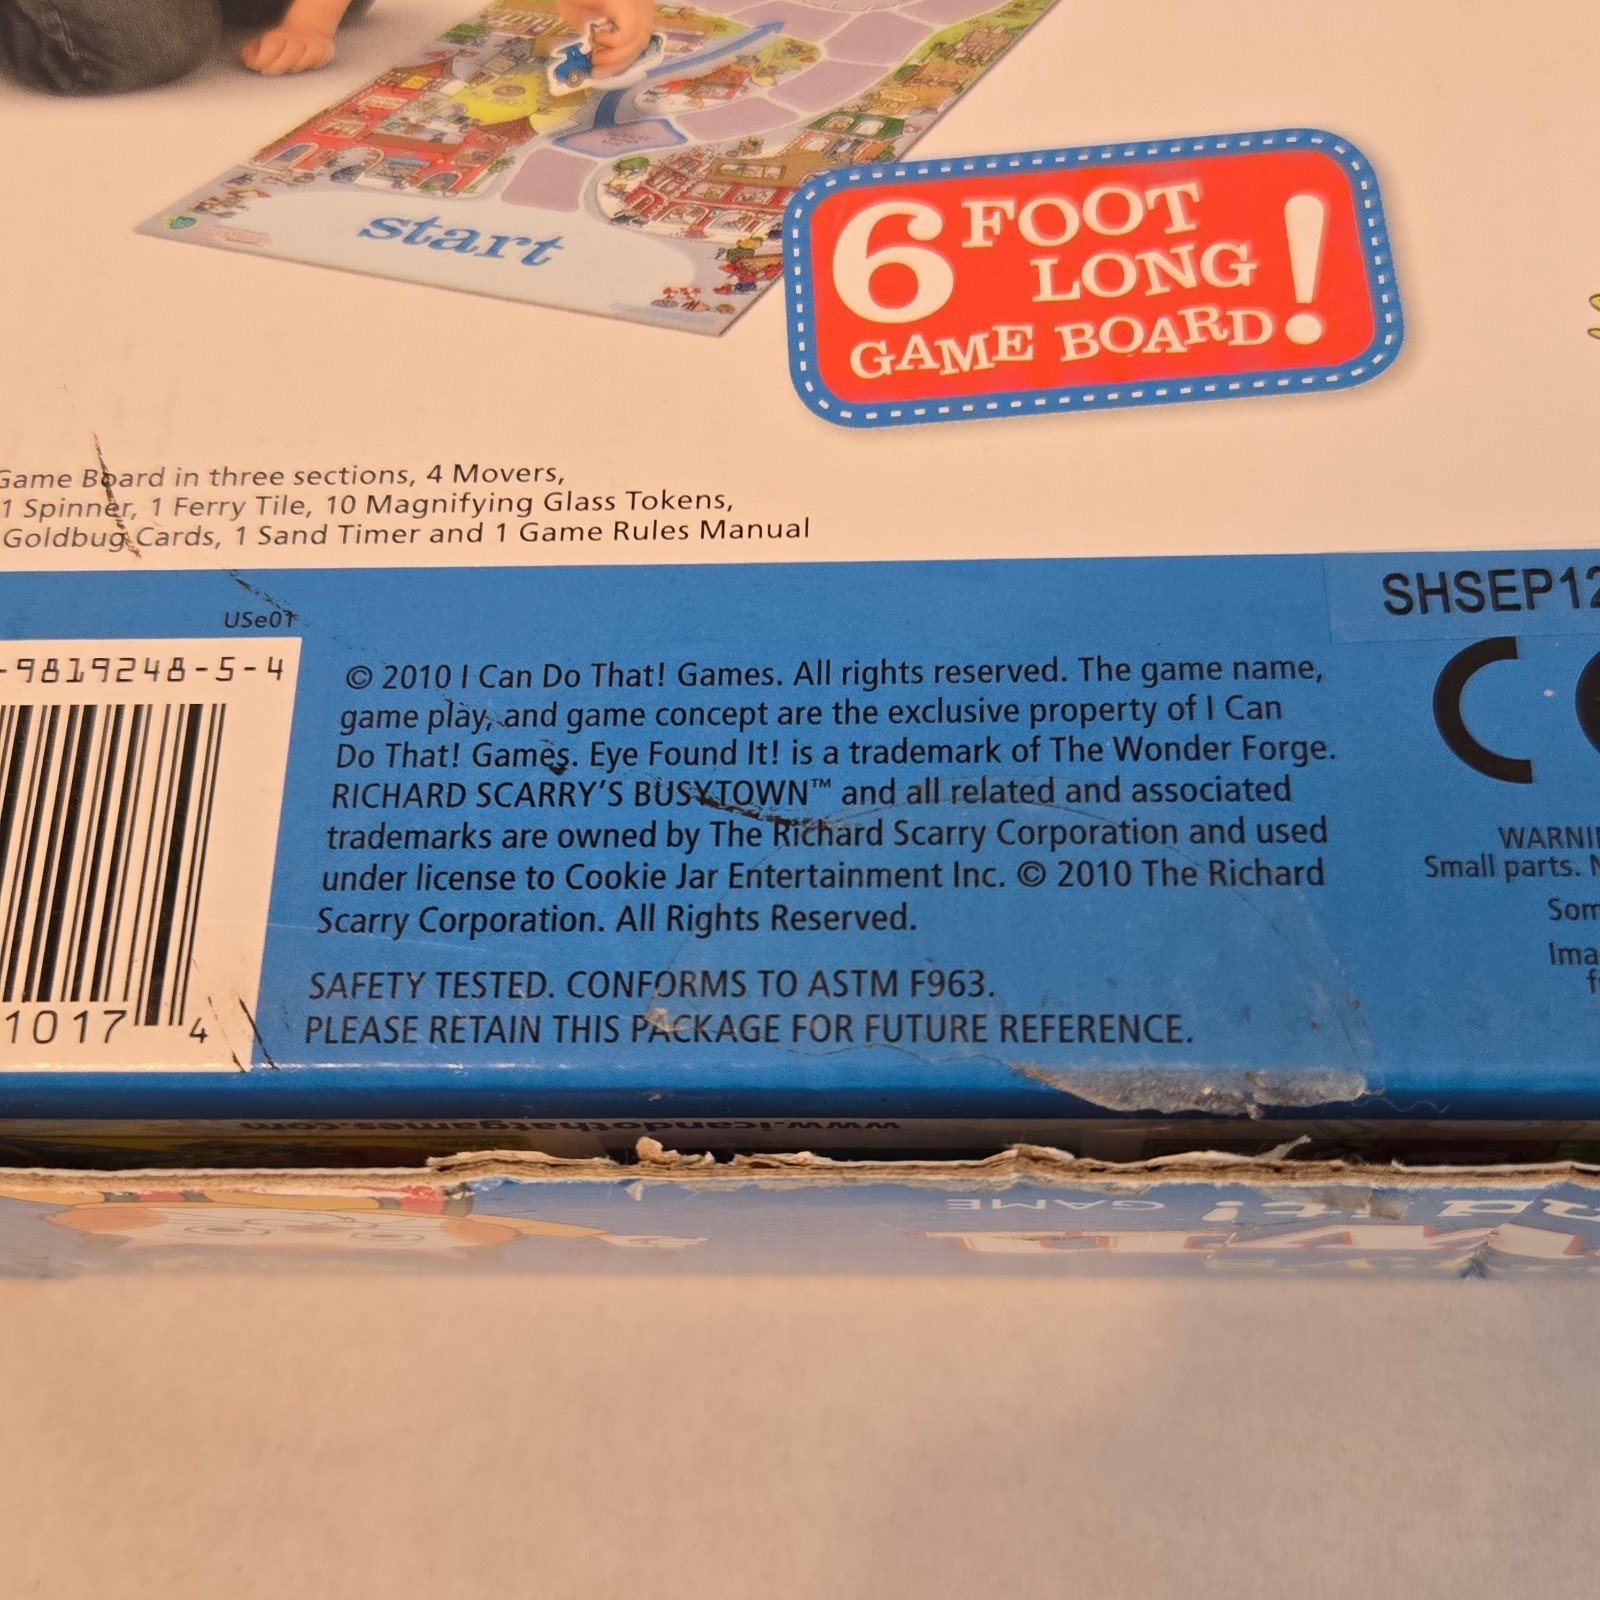 start
6 FOOT
LONG
GAME BOARD!
Game Board in three sections, 4 Movers,
1 Spinner, 1 Ferry Tile, 10 Magnifying Glass Tokens,
Goldbug Cards, 1 Sand Timer and 1 Game Rules Manual
USe01
SHSEP12
-9819248-5-4
1017 4
© 2010 I Can Do That! Games. All rights reserved. The game name,
game play, and game concept are the exclusive property of I Can
Do That! Games. Eye Found It! is a trademark of The Wonder Forge.
RICHARD SCARRY'S BUSYTOWN™ and all related and associated
trademarks are owned by The Richard Scarry Corporation and used
under license to Cookie Jar Entertainment Inc. © 2010 The Richard
Scarry Corporation. All Rights Reserved.
SAFETY TESTED. CONFORMS TO ASTM F963.
PLEASE RETAIN THIS PACKAGE FOR FUTURE REFERENCE.
CE
WARNI
Small parts. N
Som
Ima
f
www.icandothatgames.com
it! GAME